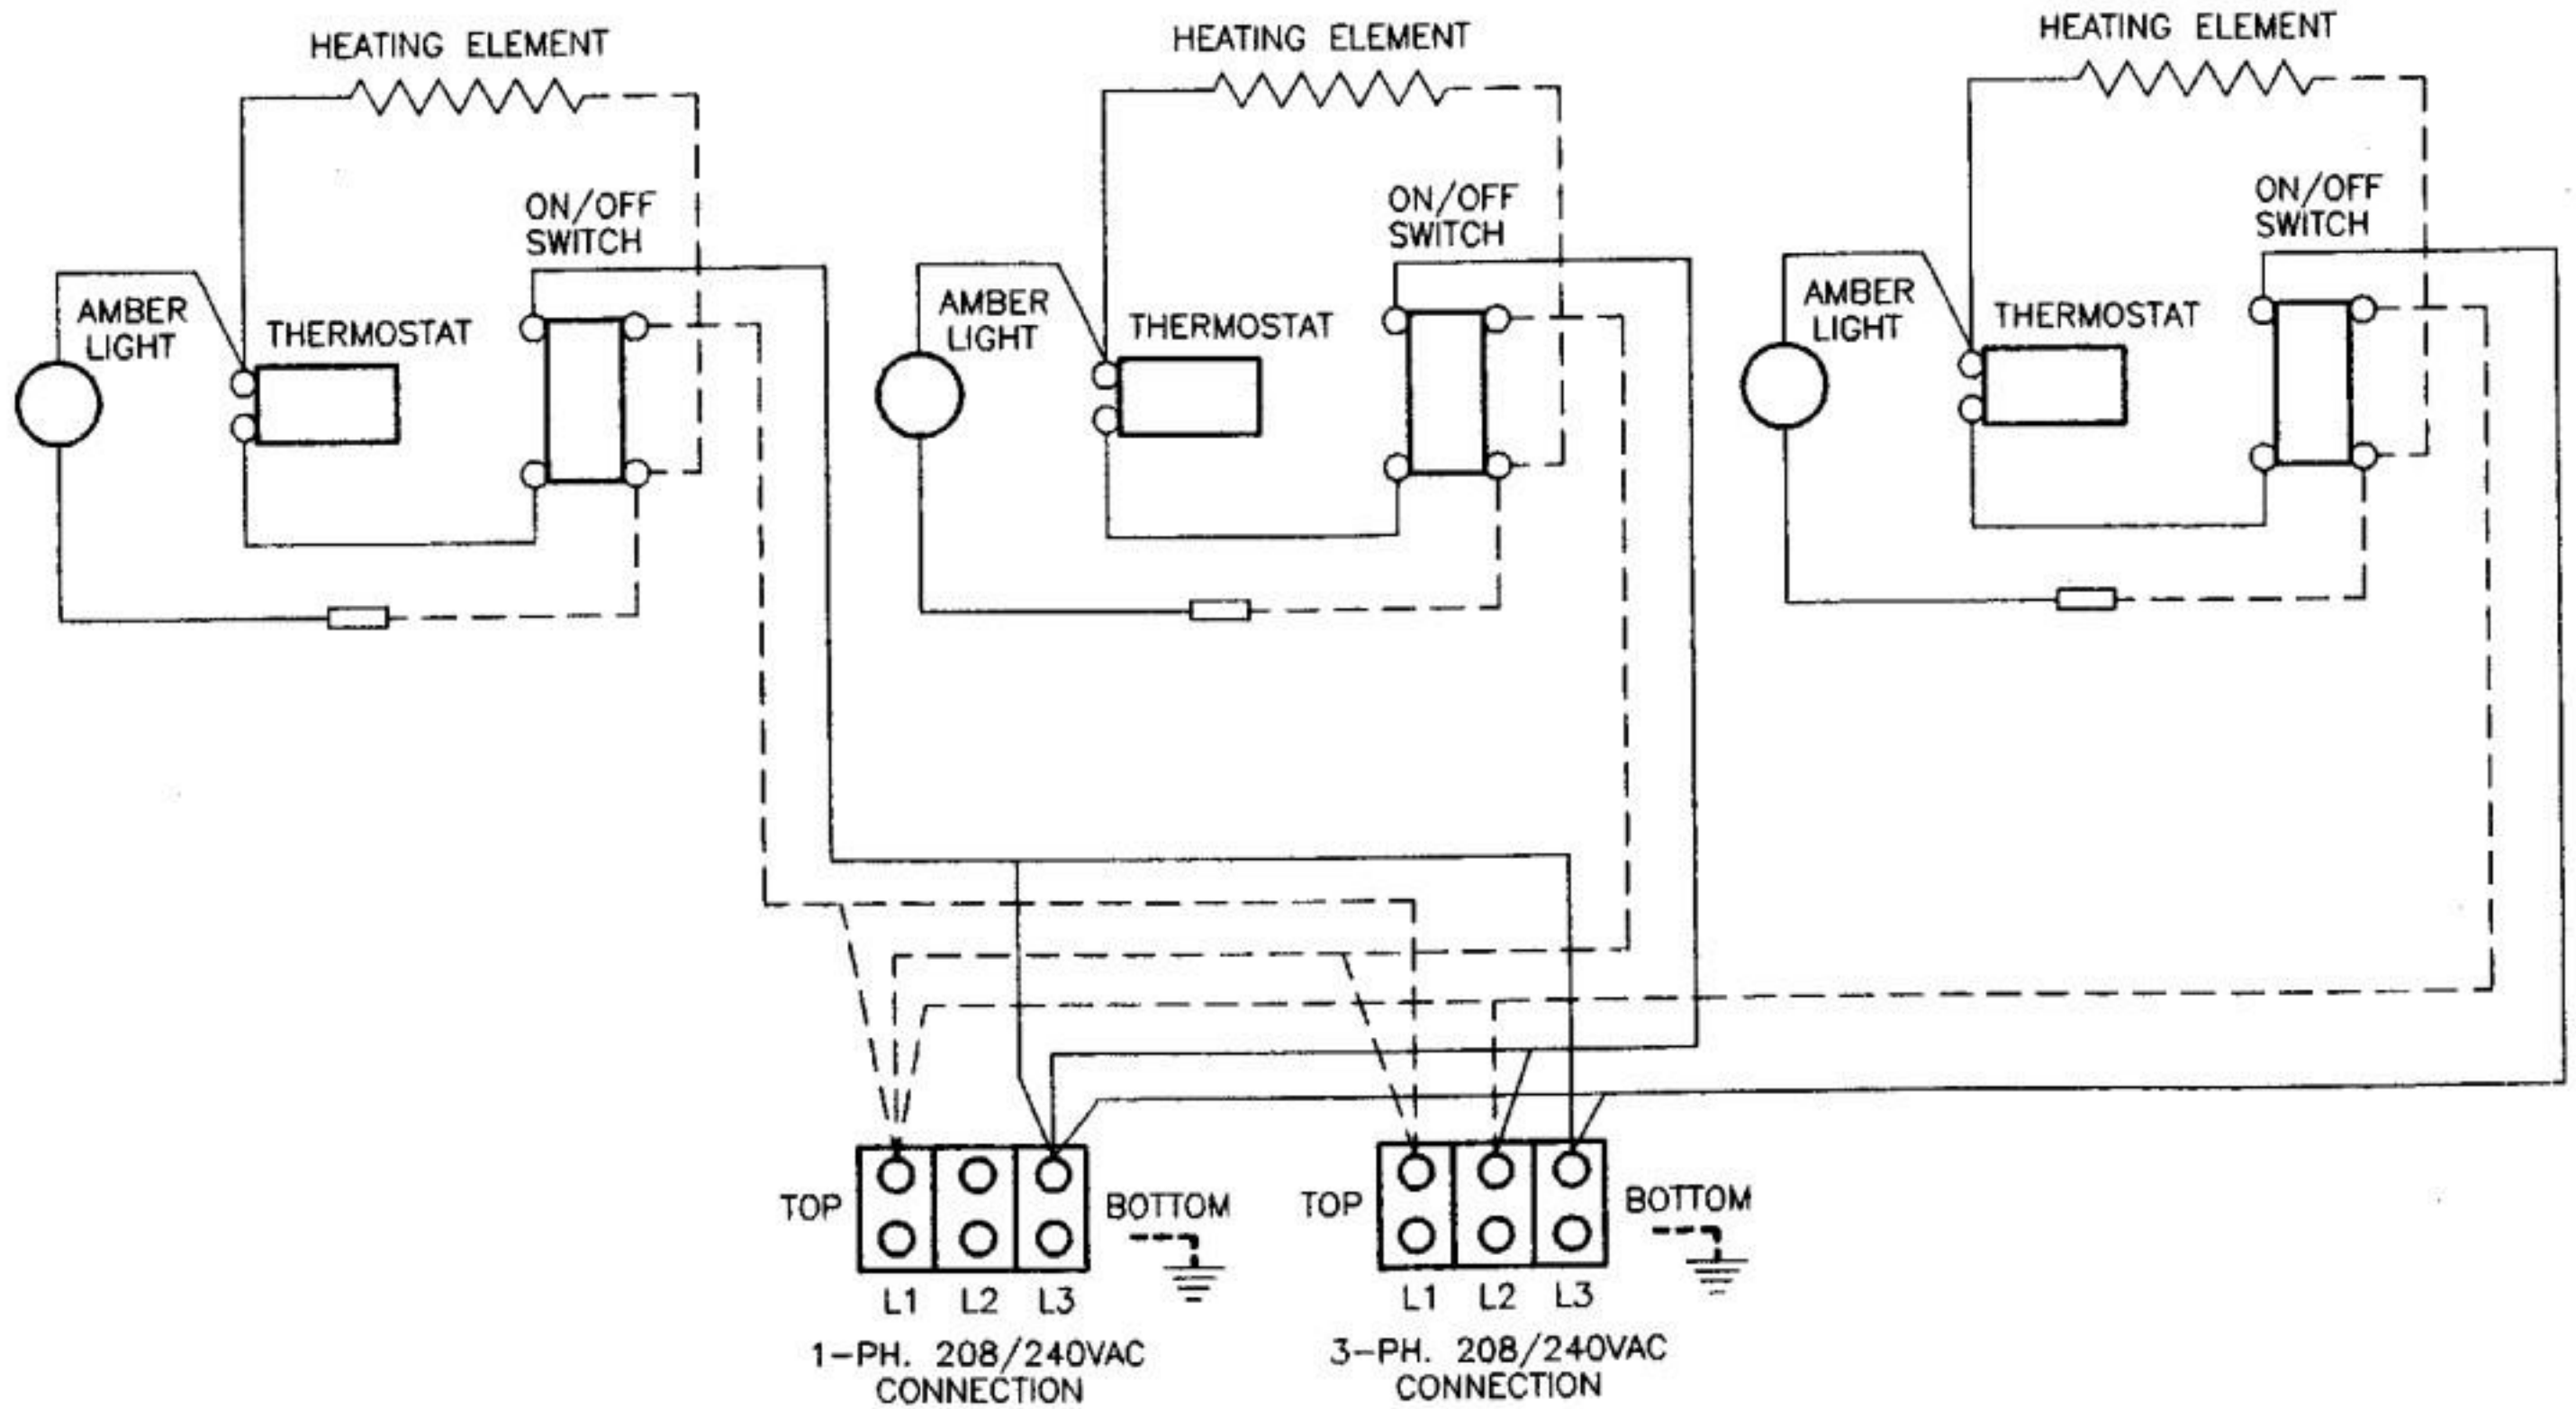 HEATING ELEMENT
HEATING ELEMENT
HEATING ELEMENT
ON/OFF
SWITCH
ON/OFF
SWITCH
ON/OFF
SWITCH
AMBER
LIGHT
THERMOSTAT
AMBER
LIGHT
THERMOSTAT
AMBER
LIGHT
THERMOSTAT
TOP
BOTTOM
L1 L2 L3
1-PH. 208/240VAC
CONNECTION
TOP
BOTTOM
L1 L2 L3
3-PH. 208/240VAC
CONNECTION